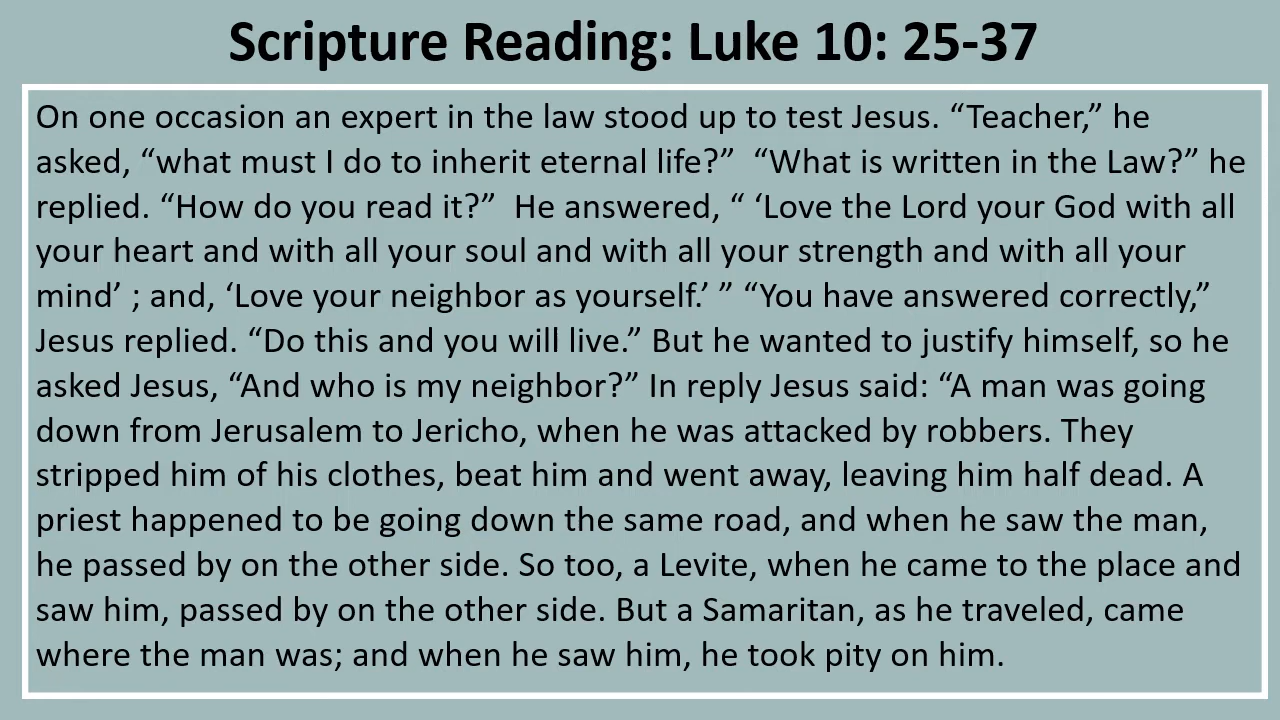 Scripture Reading: Luke 10: 25-37
On one occasion an expert in the law stood up to test Jesus. “Teacher,” he
asked, “what must I do to inherit eternal life?”  “What is written in the Law?” he
replied. “How do you read it?”  He answered, “ ‘Love the Lord your God with all
your heart and with all your soul and with all your strength and with all your
mind’ ; and, ‘Love your neighbor as yourself.’ ” “You have answered correctly,”
Jesus replied. “Do this and you will live.” But he wanted to justify himself, so he
asked Jesus, “And who is my neighbor?” In reply Jesus said: “A man was going
down from Jerusalem to Jericho, when he was attacked by robbers. They
stripped him of his clothes, beat him and went away, leaving him half dead. A
priest happened to be going down the same road, and when he saw the man,
he passed by on the other side. So too, a Levite, when he came to the place and
saw him, passed by on the other side. But a Samaritan, as he traveled, came
where the man was; and when he saw him, he took pity on him.